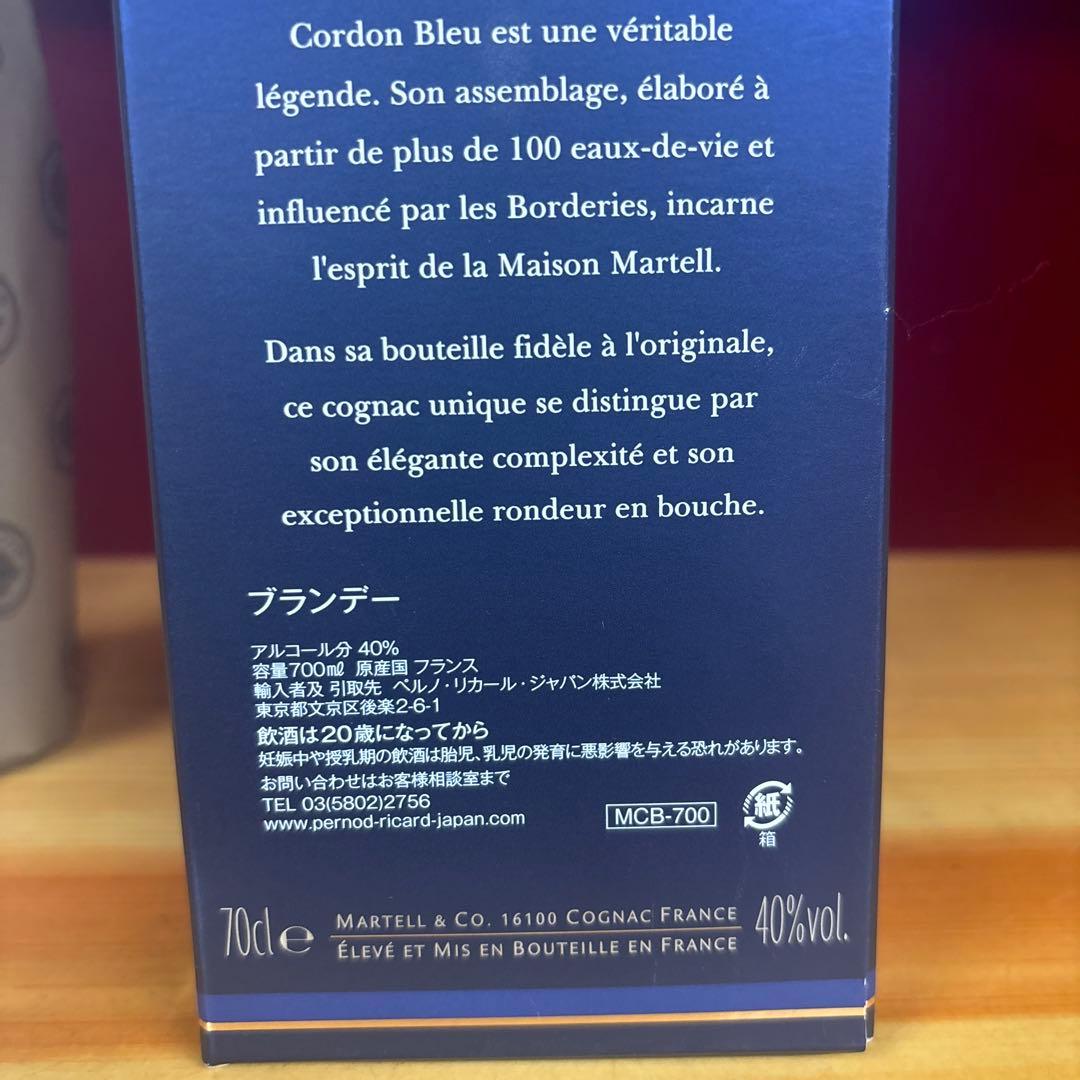 Cordon Bleu est une véritable
légende. Son assemblage, élaboré à
partir de plus de 100 eaux-de-vie et
influencé par les Borderies, incarne
l'esprit de la Maison Martell.
Dans sa bouteille fidèle à l'originale,
ce cognac unique se distingue par
son élégante complexité et son
exceptionnelle rondeur en bouche.
ブランデー
アルコール分 40%
容量700㎖ 原産国 フランス
輸入者及 引取先 ペルノ・リカール・ジャパン株式会社
東京都文京区後楽2-6-1
飲酒は20歳になってから
妊娠中や授乳期の飲酒は胎児、乳児の発育に悪影響を与える恐れがあります。
お問い合わせはお客様相談室まで
TEL 03(5802)2756
www.pernod-ricard-japan.com
MCB-700
紙
箱
70cl e
MARTELL & CO. 16100 COGNAC FRANCE
ÉLEVÉ ET MIS EN BOUTEILLE EN FRANCE
40%vol.